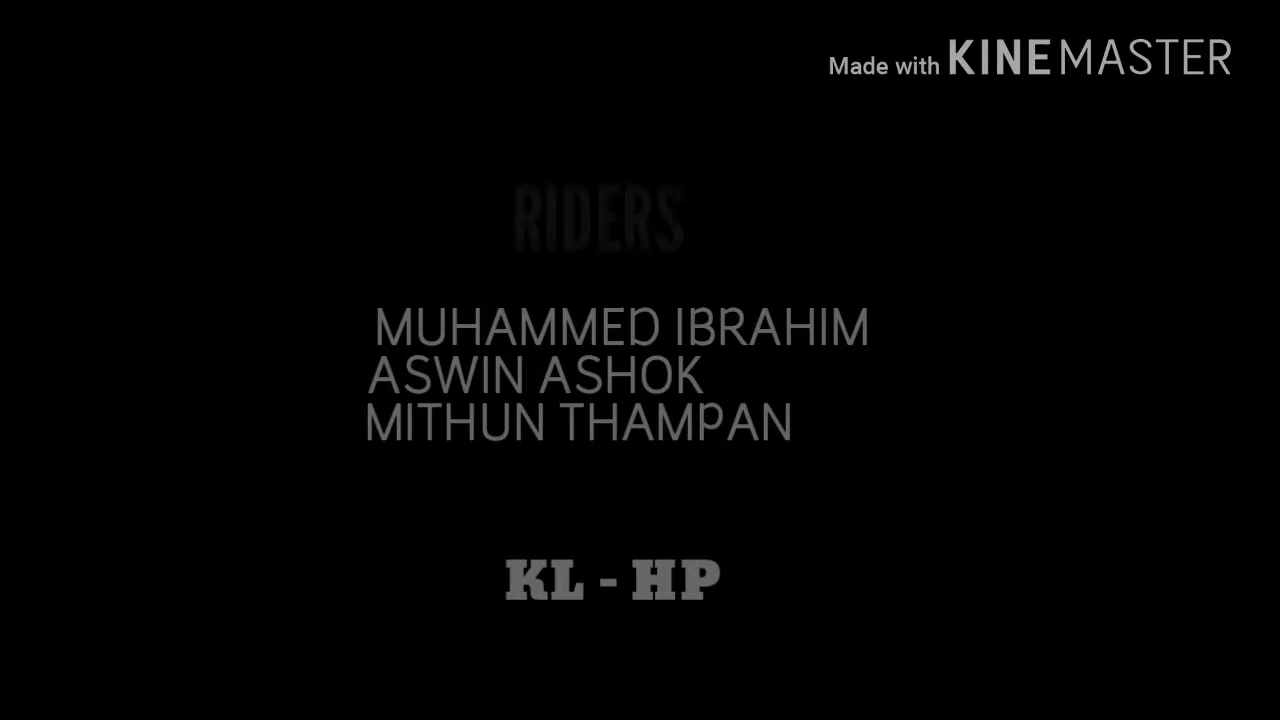 Made with KINEMASTER
RIDERS
MUHAMMED IBRAHIM
ASWIN ASHOK
MITHUN THAMPAN
KL - HP